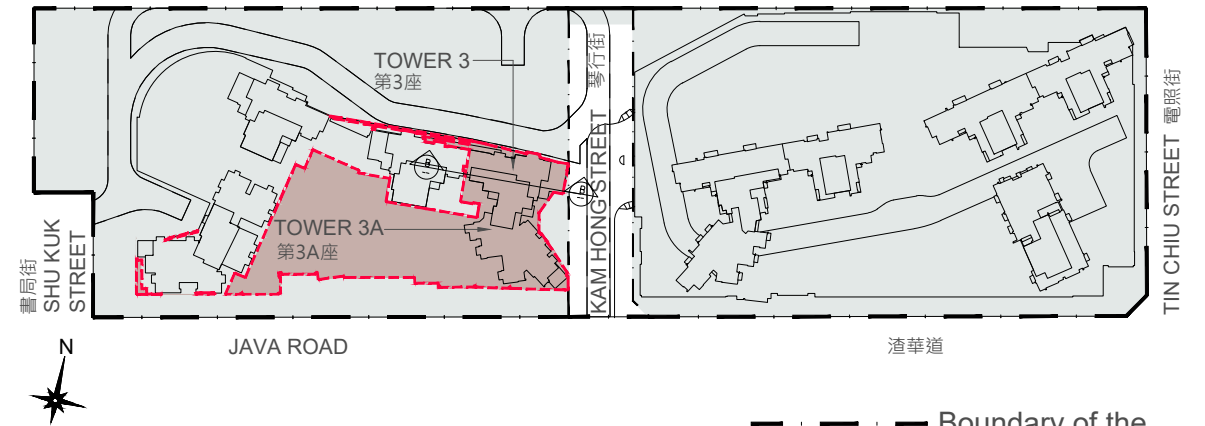 TOWER 3
第3座
琴行街
KAM HONG STREET
TIN CHIU STREET 電照街
TOWER 3A
第3A座
書局街
SHU KUK
STREET
N
JAVA ROAD
渣華道
Boundary of the